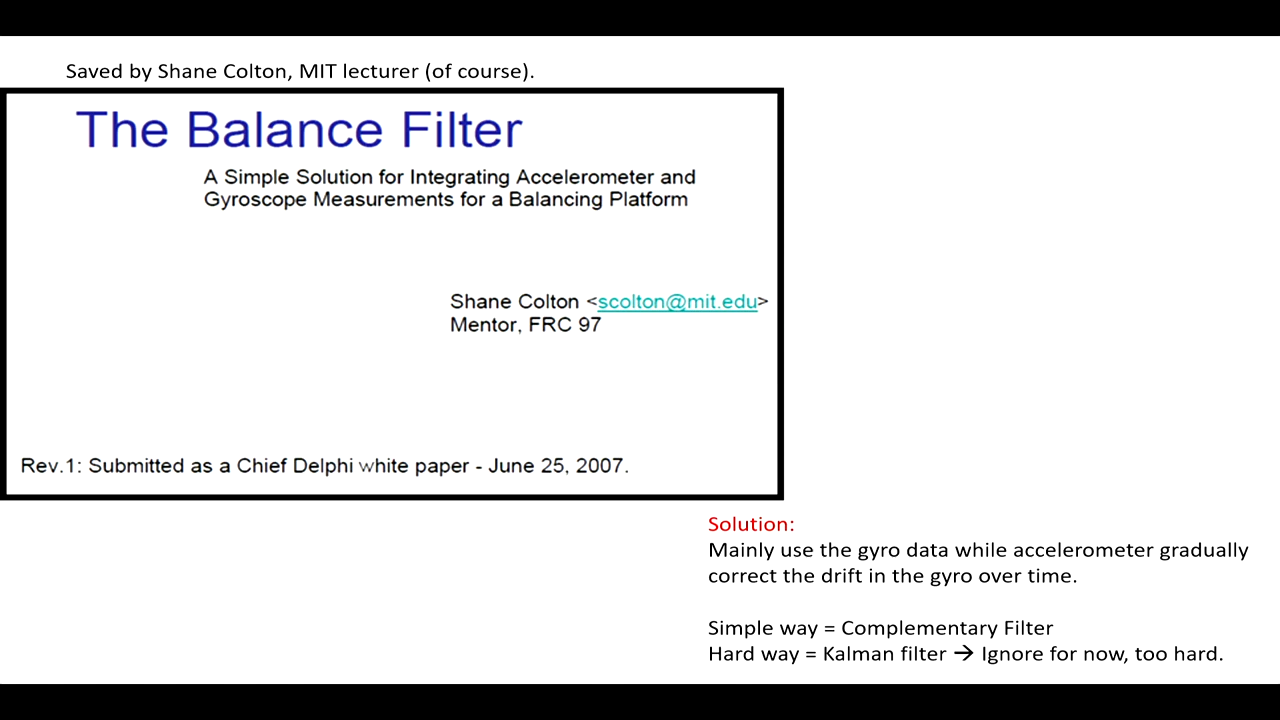 Saved by Shane Colton, MIT lecturer (of course).
The Balance Filter
A Simple Solution for Integrating Accelerometer and
Gyroscope Measurements for a Balancing Platform
Shane Colton <scolton@mit.edu>
Mentor, FRC 97
Rev.1: Submitted as a Chief Delphi white paper - June 25, 2007.
Solution:
Mainly use the gyro data while accelerometer gradually
correct the drift in the gyro over time.
Simple way = Complementary Filter
Hard way = Kalman filter → Ignore for now, too hard.